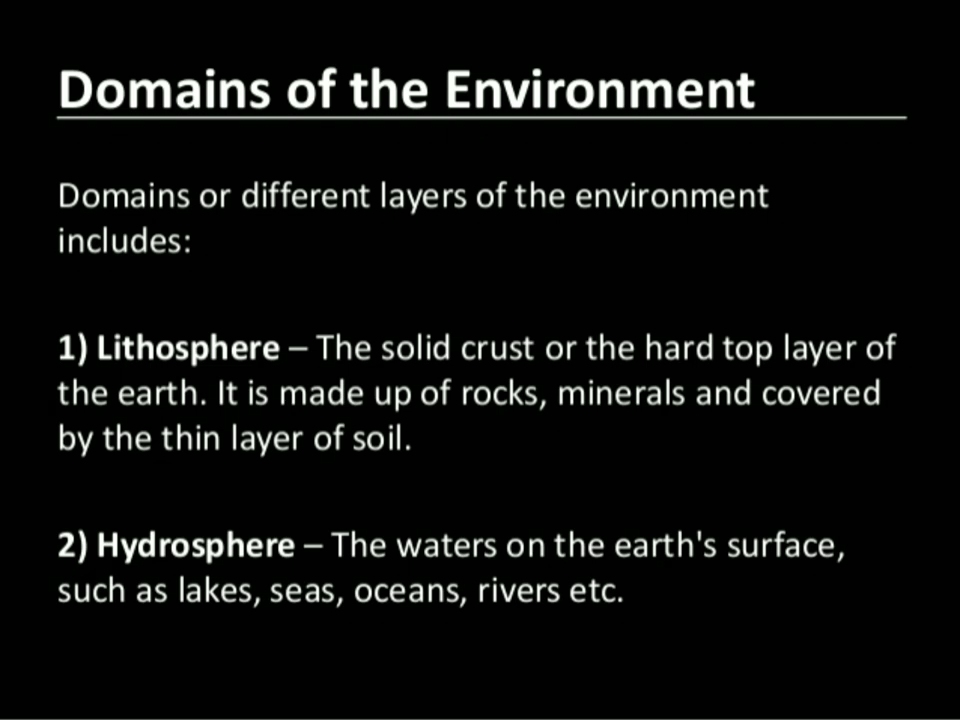 Domains of the Environment
Domains or different layers of the environment
includes:
1) Lithosphere – The solid crust or the hard top layer of
the earth. It is made up of rocks, minerals and covered
by the thin layer of soil.
2) Hydrosphere – The waters on the earth's surface,
such as lakes, seas, oceans, rivers etc.